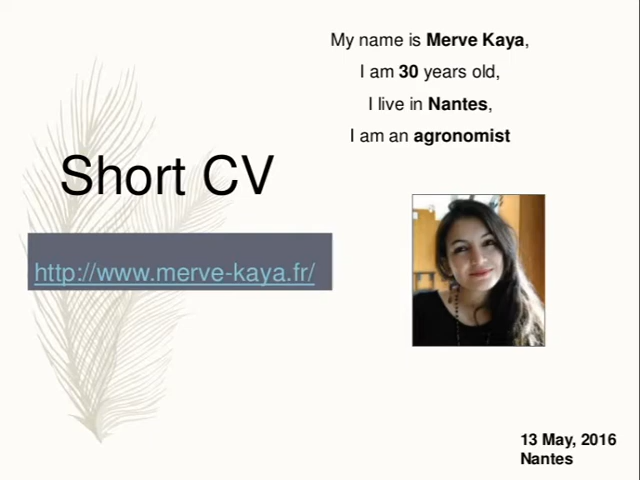 My name is Merve Kaya,
I am 30 years old,
I live in Nantes,
I am an agronomist
Short CV
http://www.merve-kaya.fr/
13 May, 2016
Nantes